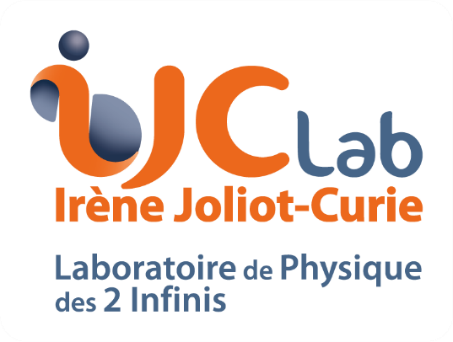 IJCLab
Irène Joliot-Curie
Laboratoire de Physique
des 2 Infinis